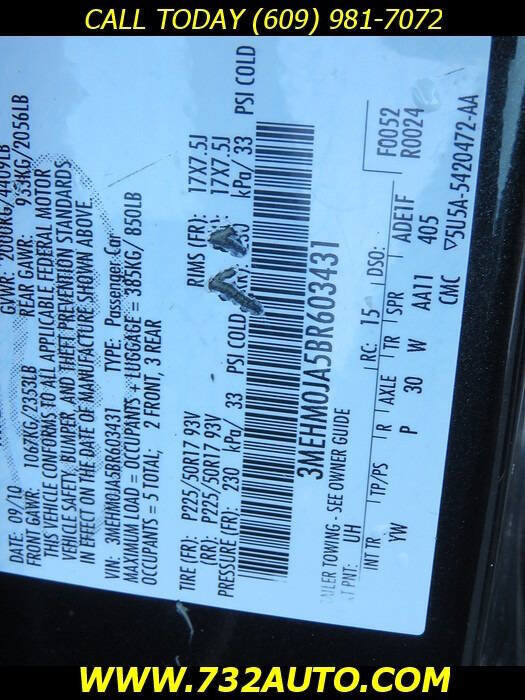 CALL TODAY (609) 981-7072
DATE: 09/10 GVWR: 2000KG/4409LB
FRONT GAWR: 1067KG/2353LB REAR GAWR: 933KG/2056LB
THIS VEHICLE CONFORMS TO ALL APPLICABLE FEDERAL MOTOR
VEHICLE SAFETY, BUMPER, AND THEFT PREVENTION STANDARDS
IN EFFECT ON THE DATE OF MANUFACTURE SHOWN ABOVE.
VIN: 3MEHM0JA5BR603431 TYPE: Passenger Car
MAXIMUM LOAD = OCCUPANTS + LUGGAGE = 385KG/ 850LB
OCCUPANTS = 5 TOTAL; 2 FRONT, 3 REAR
TIRE (FR): P225/50R17 93V RIMS (FR): 17X7.5J
(RR): P225/50R17 93V 17X7.5J
PRESSURE (FR): 230 kPa/ 33 PSI COLD kPa/ 33 PSI COLD
3MEHM0JA5BR603431
TRAILER TOWING - SEE OWNER GUIDE
EXT PNT: UH RC: 15 DSO: F0052
R0024
INT TR TP/PS R AXLE TR SPR ADE1F
YW P 30 W AA11 405
CMC ▽5U5A-5420472-AA
WWW.732AUTO.COM